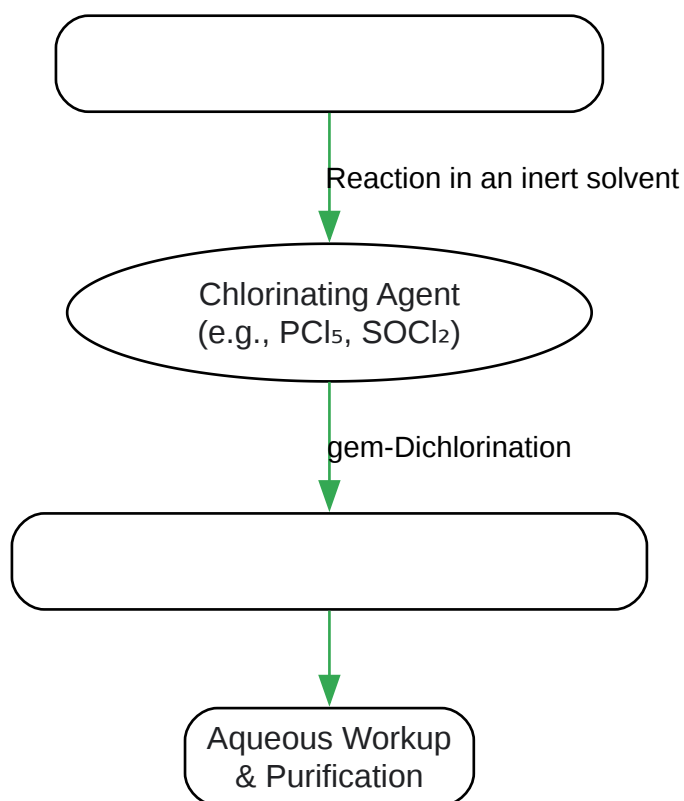 Reaction in an inert solvent
Chlorinating Agent
(e.g., PCl₅, SOCl₂)
gem-Dichlorination
Aqueous Workup
& Purification